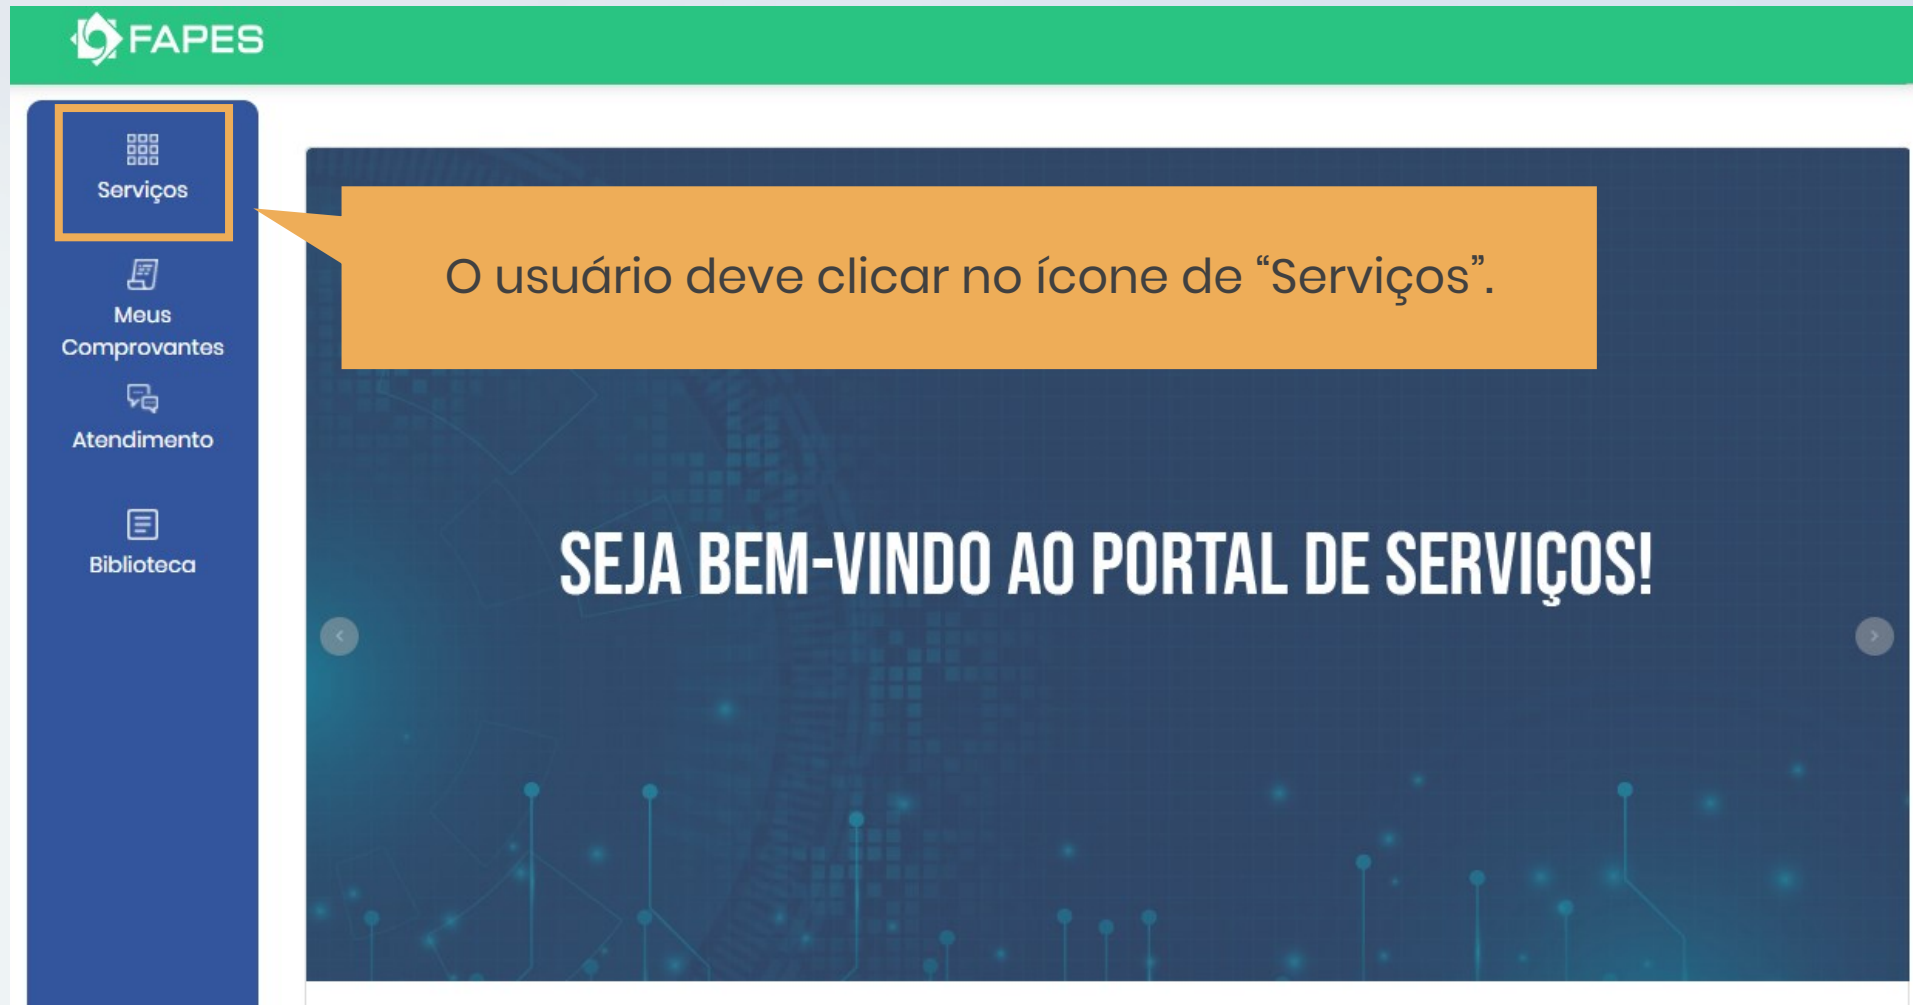 FAPES
Serviços
O usuário deve clicar no ícone de “Serviços”.
Meus
Comprovantes
Atendimento
Biblioteca
SEJA BEM-VINDO AO PORTAL DE SERVIÇOS!